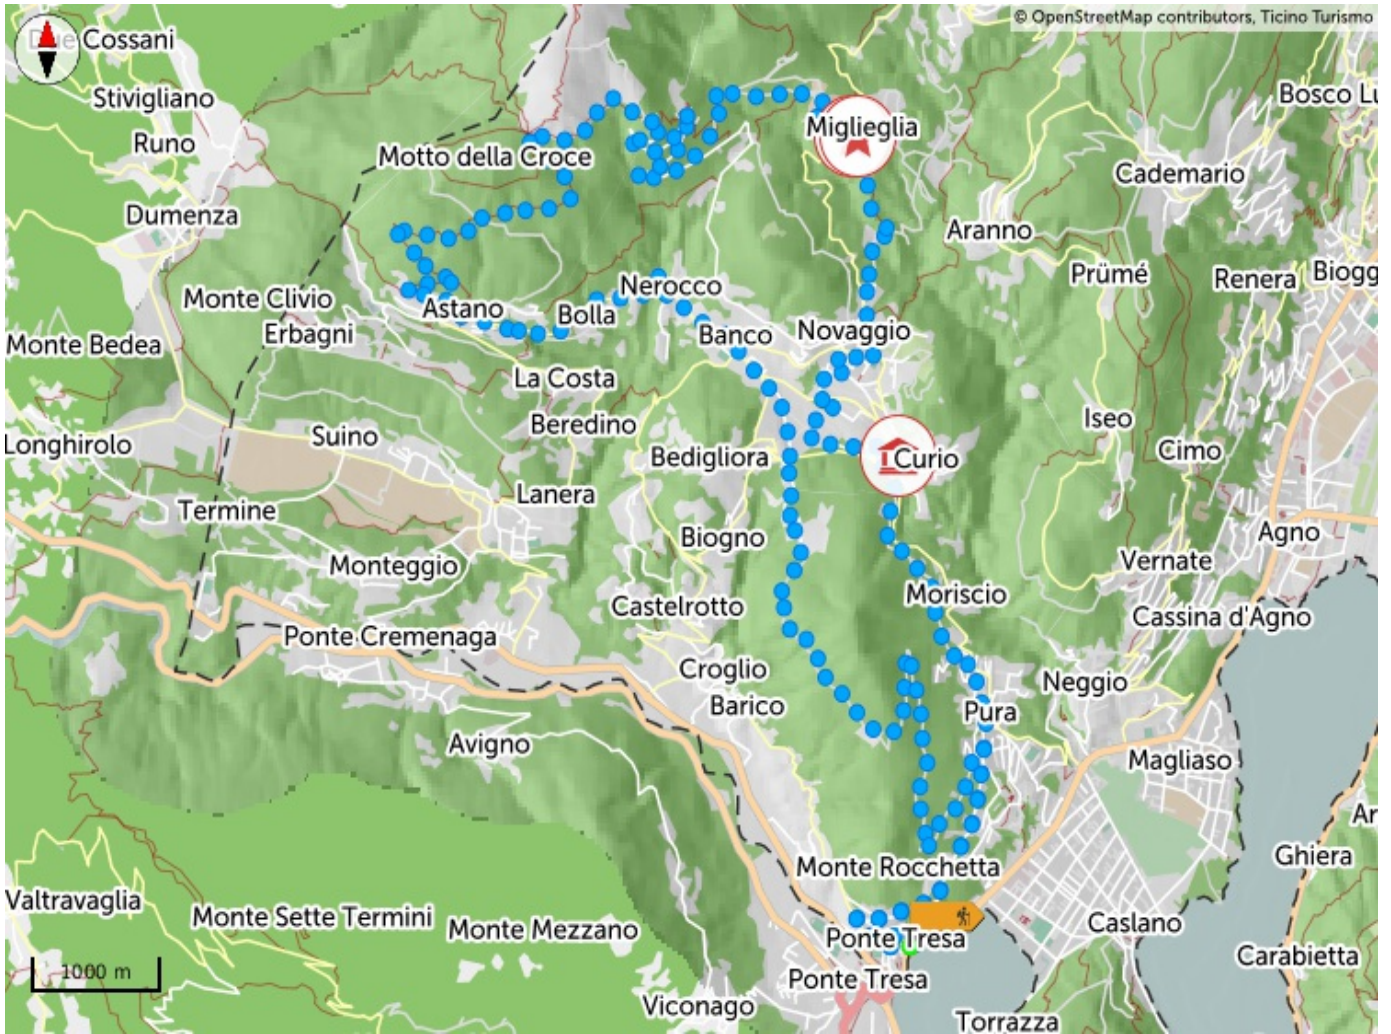 © OpenStreetMap contributors, Ticino Turismo
Due Cossani
Stivigliano
Bosco Lu
Runo
Miglieglia
Motto della Croce
Cademario
Dumenza
Aranno
Prümé
Renera
Biogg
Nerocco
Monte Clivio
Astano
Bolla
Erbagni
Banco
Novaggio
Monte Bedea
La Costa
Beredino
Iseo
Longhirolo
Suino
Cimo
Bedigliora
Curio
Lanera
Termine
Biogno
Agno
Monteggio
Vernate
Moriscio
Castelrotto
Cassina d'Agno
Ponte Cremenaga
Croglio
Neggio
Barico
Pura
Avigno
Magliaso
Ar
Ghiera
Monte Rocchetta
Valtravaglia
Monte Sette Termini
Monte Mezzano
Caslano
Ponte Tresa
Carabietta
1000 m
Ponte Tresa
Viconago
Torrazza